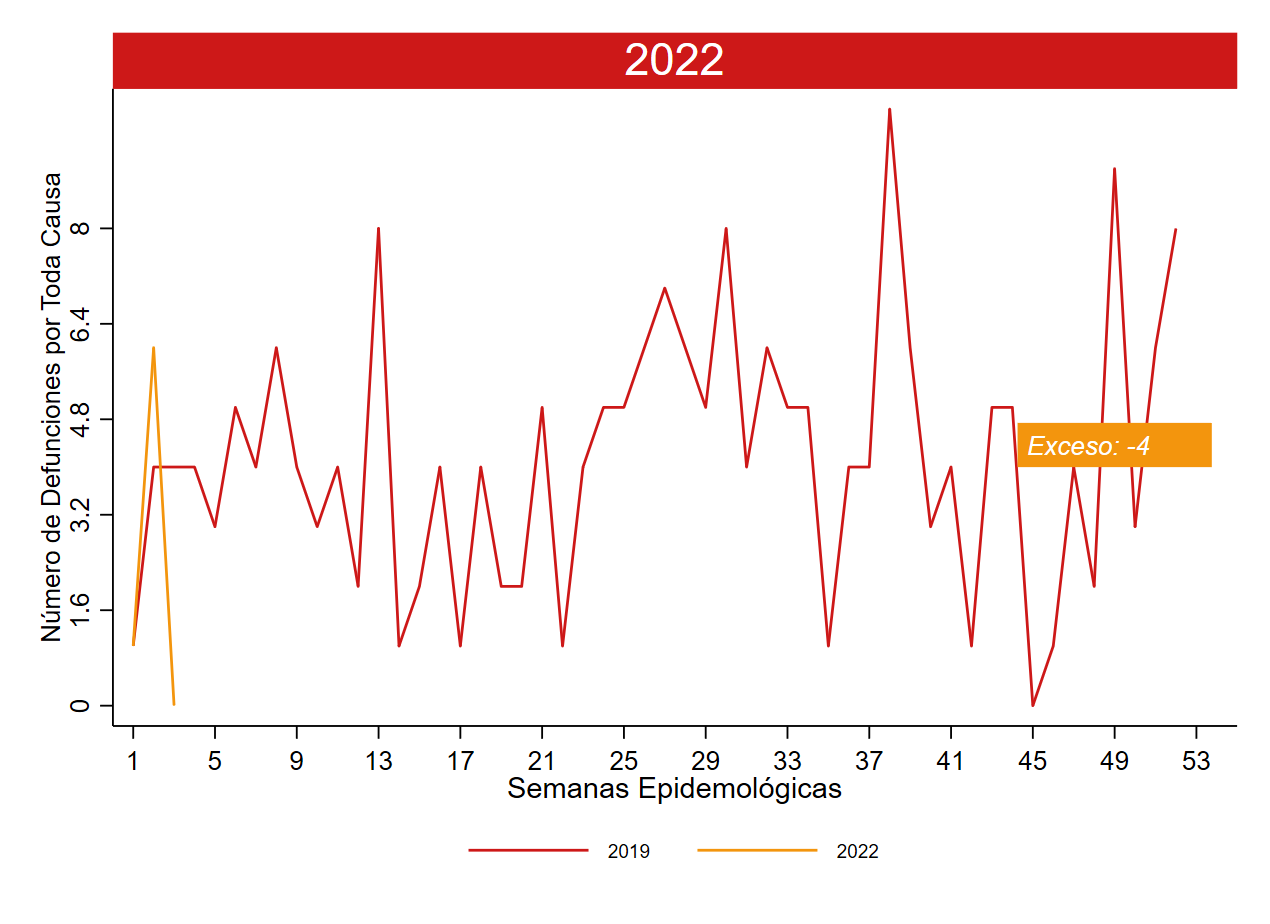 2022
Número de Defunciones por Toda Causa
8
6.4
4.8
3.2
1.6
0
Exceso: -4
1 5 9 13 17 21 25 29 33 37 41 45 49 53
Semanas Epidemológicas
2019 2022